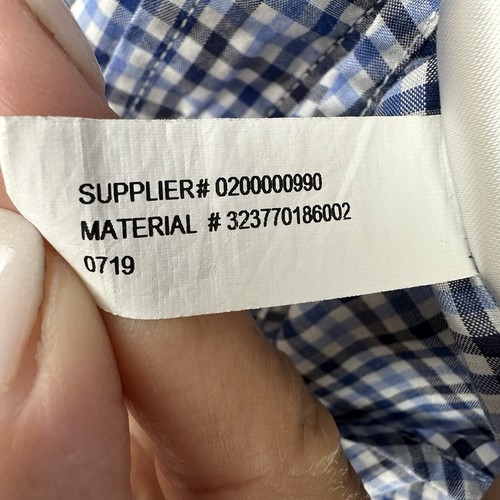 SUPPLIER# 0200000990
MATERIAL # 323770186002
0719